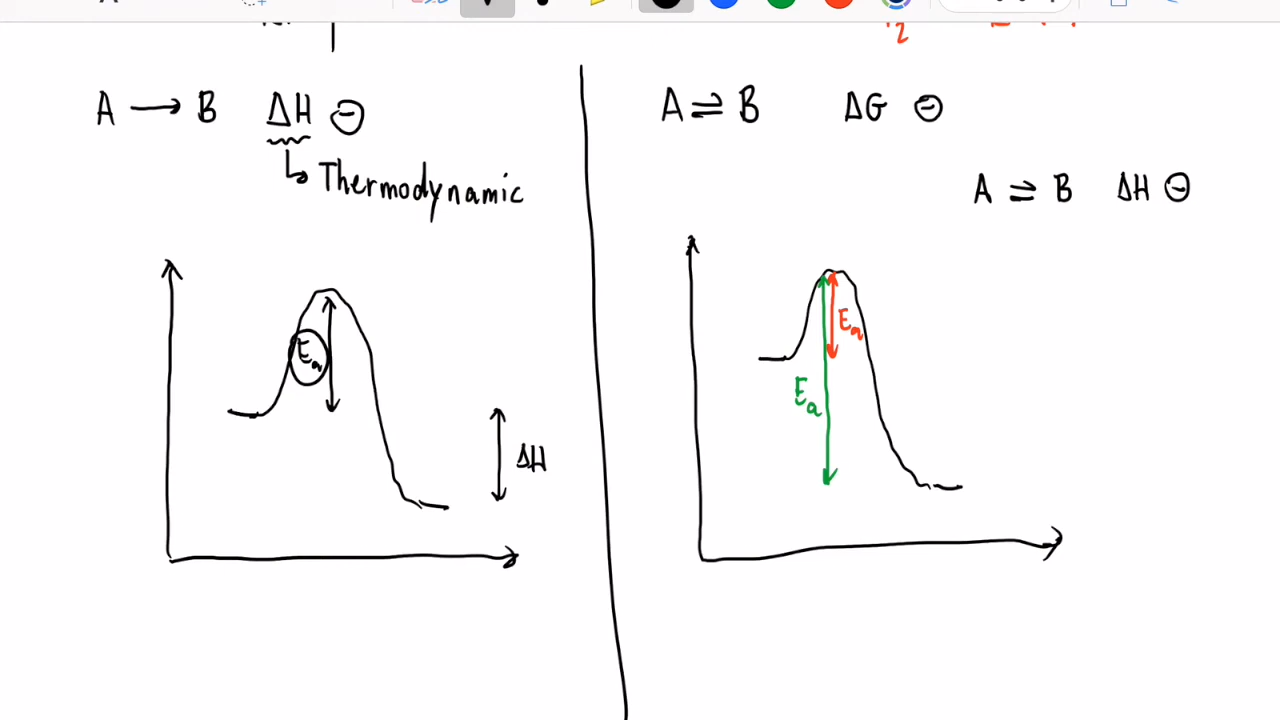 A → B ΔH ⊖
↳ Thermodynamic
Ea
ΔH
A ⇌ B ΔG ⊖
A ⇌ B ΔH ⊖
Ea
Ea